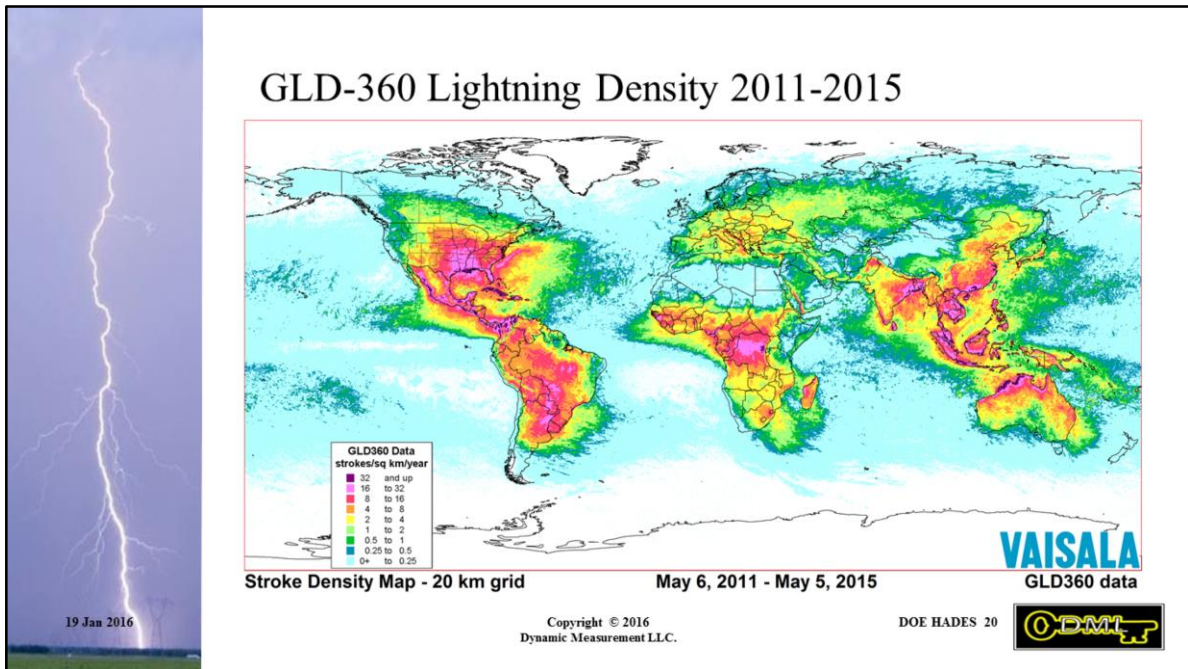 GLD-360 Lightning Density 2011-2015
GLD360 Data
strokes/sq km/year
32 and up
16 to 32
8 to 16
4 to 8
2 to 4
1 to 2
0.5 to 1
0.25 to 0.5
0+ to 0.25
VAISALA
Stroke Density Map - 20 km grid May 6, 2011 - May 5, 2015 GLD360 data
19 Jan 2016
Copyright © 2016
Dynamic Measurement LLC.
DOE HADES 20
DML